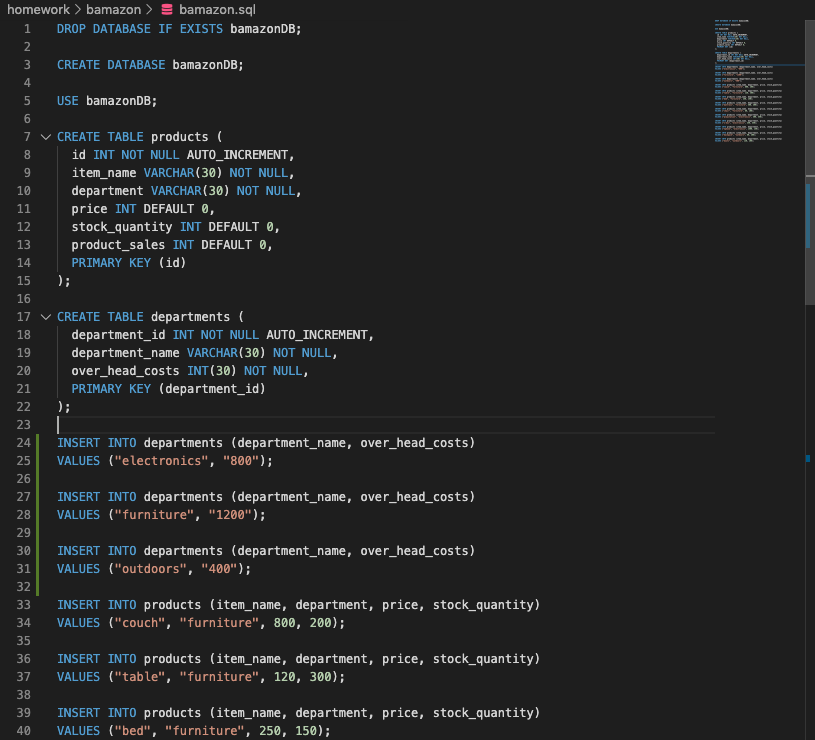 homework > bamazon > bamazon.sql
1 DROP DATABASE IF EXISTS bamazonDB;
2
3 CREATE DATABASE bamazonDB;
4
5 USE bamazonDB;
6
7 CREATE TABLE products (
8 id INT NOT NULL AUTO_INCREMENT,
9 item_name VARCHAR(30) NOT NULL,
10 department VARCHAR(30) NOT NULL,
11 price INT DEFAULT 0,
12 stock_quantity INT DEFAULT 0,
13 product_sales INT DEFAULT 0,
14 PRIMARY KEY (id)
15 );
16
17 CREATE TABLE departments (
18 department_id INT NOT NULL AUTO_INCREMENT,
19 department_name VARCHAR(30) NOT NULL,
20 over_head_costs INT(30) NOT NULL,
21 PRIMARY KEY (department_id)
22 );
23
24 INSERT INTO departments (department_name, over_head_costs)
25 VALUES ("electronics", "800");
26
27 INSERT INTO departments (department_name, over_head_costs)
28 VALUES ("furniture", "1200");
29
30 INSERT INTO departments (department_name, over_head_costs)
31 VALUES ("outdoors", "400");
32
33 INSERT INTO products (item_name, department, price, stock_quantity)
34 VALUES ("couch", "furniture", 800, 200);
35
36 INSERT INTO products (item_name, department, price, stock_quantity)
37 VALUES ("table", "furniture", 120, 300);
38
39 INSERT INTO products (item_name, department, price, stock_quantity)
40 VALUES ("bed", "furniture", 250, 150);